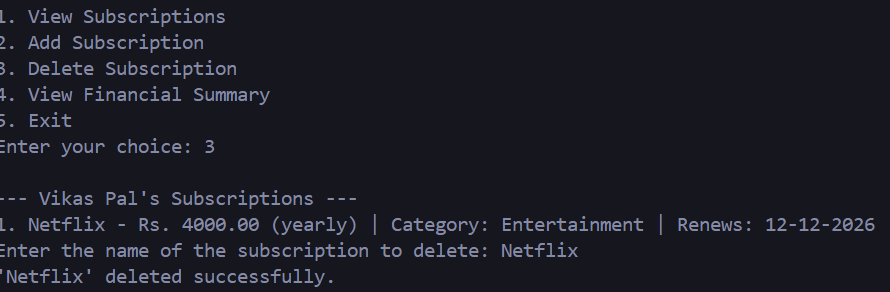 1. View Subscriptions
2. Add Subscription
3. Delete Subscription
4. View Financial Summary
5. Exit
Enter your choice: 3
--- Vikas Pal's Subscriptions ---
1. Netflix - Rs. 4000.00 (yearly) | Category: Entertainment | Renews: 12-12-2026
Enter the name of the subscription to delete: Netflix
'Netflix' deleted successfully.